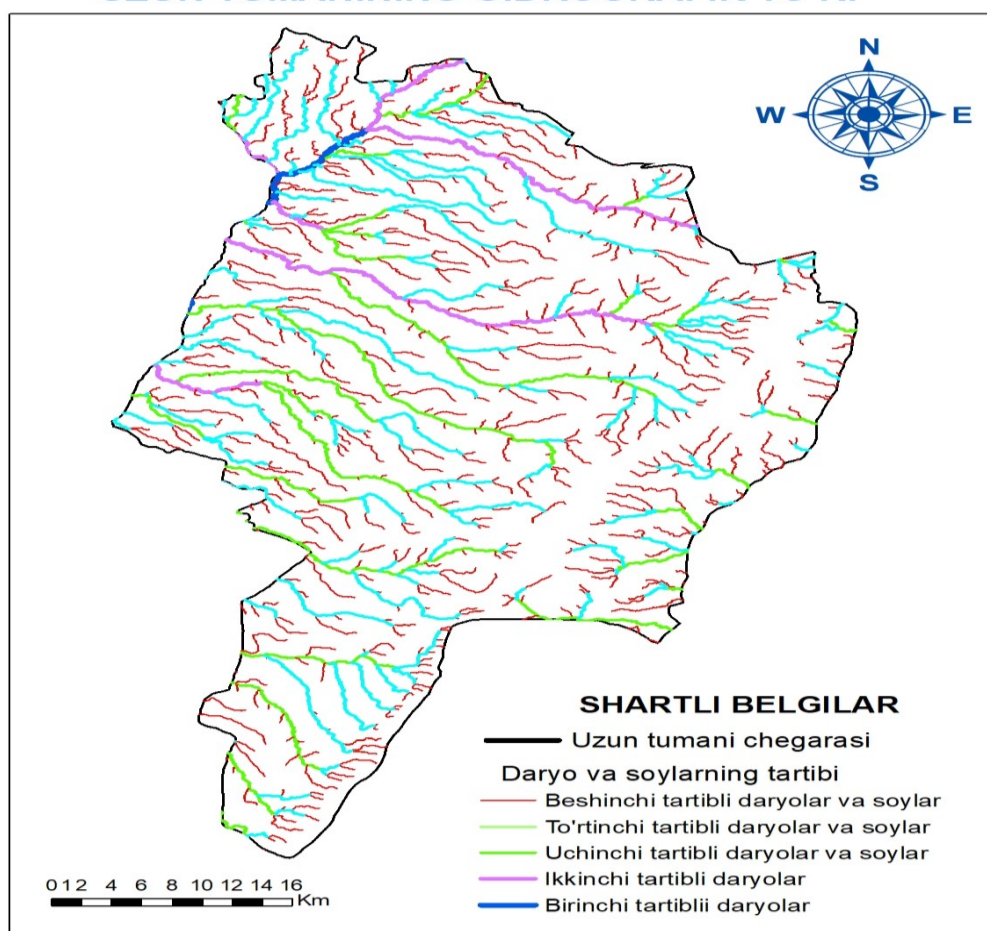 N
W E
S
SHARTLI BELGILAR
Uzun tumani chegarasi
Daryo va soylarning tartibi
Beshinchi tartibli daryolar va soylar
To'rtinchi tartibli daryolar va soylar
Uchinchi tartibli daryolar va soylar
Ikkinchi tartibli daryolar
Birinchi tartiblii daryolar
0 1 2 4 6 8 10 12 14 16
Km